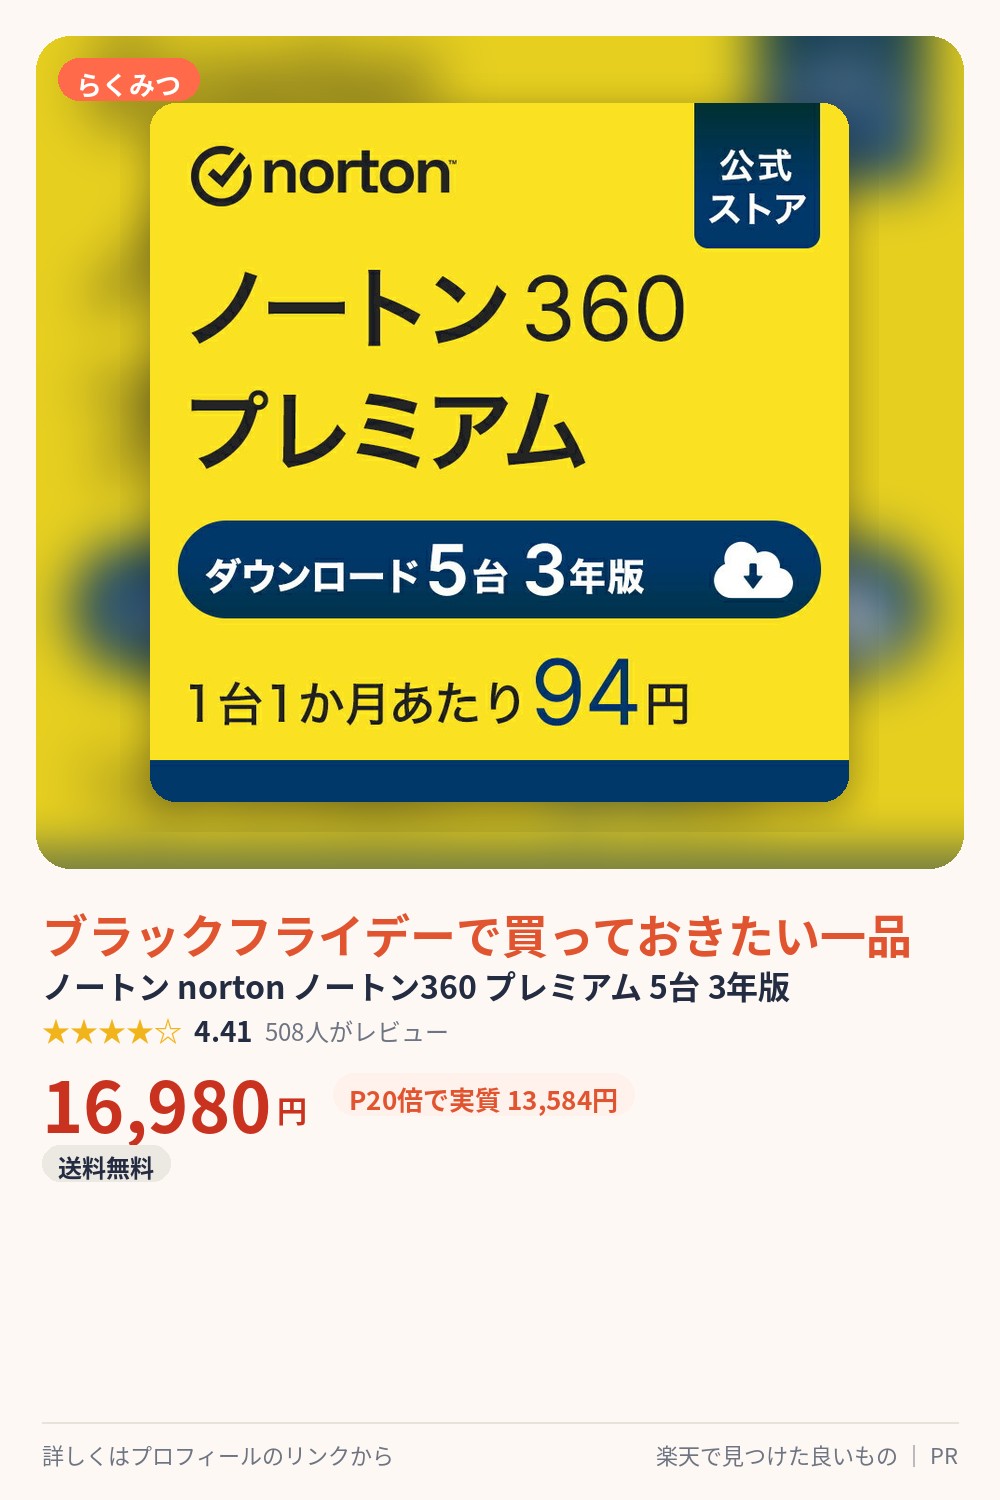 らくみつ
norton™
公式
ストア
ノートン 360
プレミアム
ダウンロード5台 3年版
1台1か月あたり94円
ブラックフライデーで買っておきたい一品
ノートン norton ノートン360 プレミアム 5台 3年版
★★★★☆ 4.41 508人がレビュー
16,980円 P20倍で実質 13,584円
送料無料
詳しくはプロフィールのリンクから
楽天で見つけた良いもの｜PR